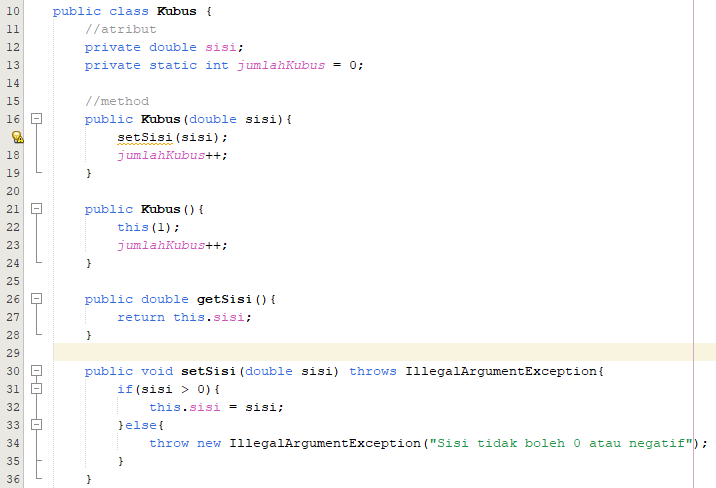 10 public class Kubus {
11     //atribut
12     private double sisi;
13     private static int jumlahKubus = 0;
14
15     //method
16     public Kubus(double sisi){
        setSisi(sisi);
18         jumlahKubus++;
19     }
20
21     public Kubus(){
22         this(1);
23         jumlahKubus++;
24     }
25
26     public double getSisi(){
27         return this.sisi;
28     }
29
30     public void setSisi(double sisi) throws IllegalArgumentException{
31         if(sisi > 0){
32             this.sisi = sisi;
33         }else{
34             throw new IllegalArgumentException("Sisi tidak boleh 0 atau negatif");
35         }
36     }